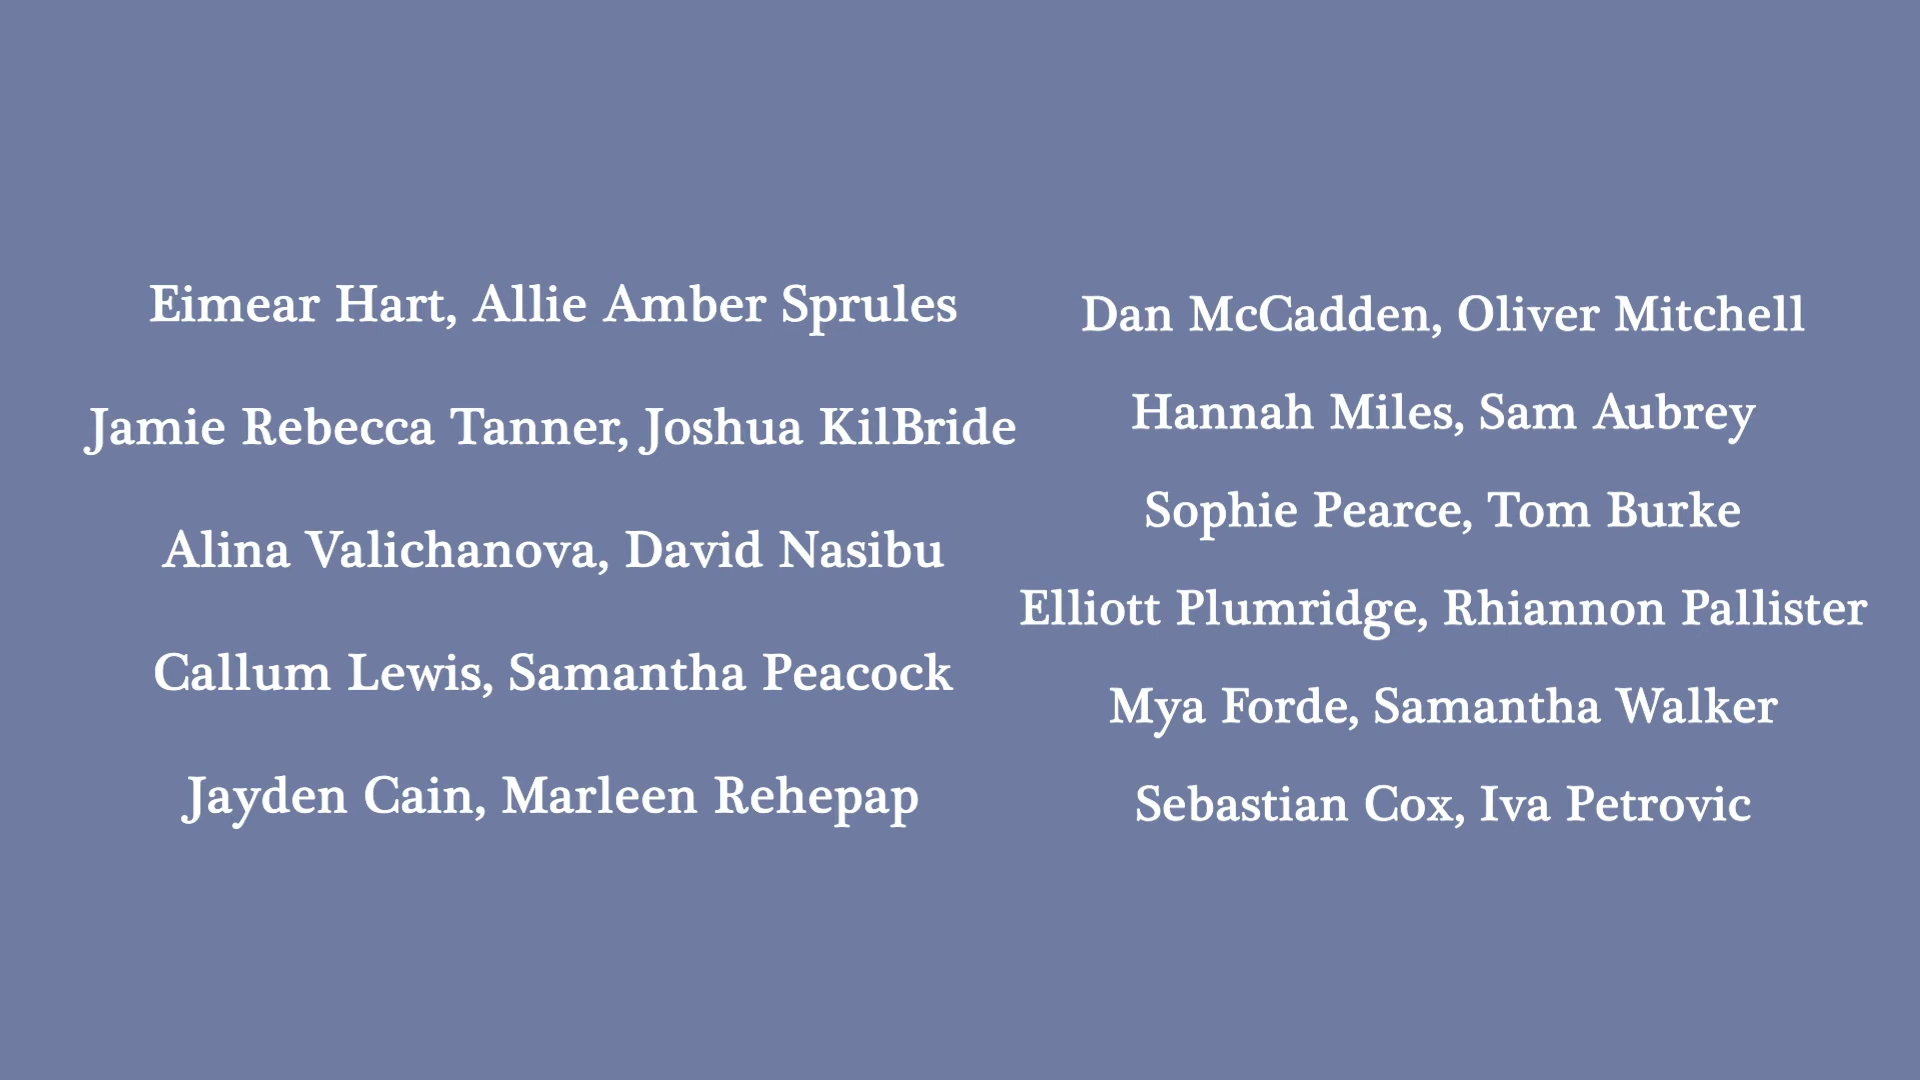 Eimear Hart, Allie Amber Sprules
Jamie Rebecca Tanner, Joshua KilBride
Alina Valichanova, David Nasibu
Callum Lewis, Samantha Peacock
Jayden Cain, Marleen Rehepap
Dan McCadden, Oliver Mitchell
Hannah Miles, Sam Aubrey
Sophie Pearce, Tom Burke
Elliott Plumridge, Rhiannon Pallister
Mya Forde, Samantha Walker
Sebastian Cox, Iva Petrovic